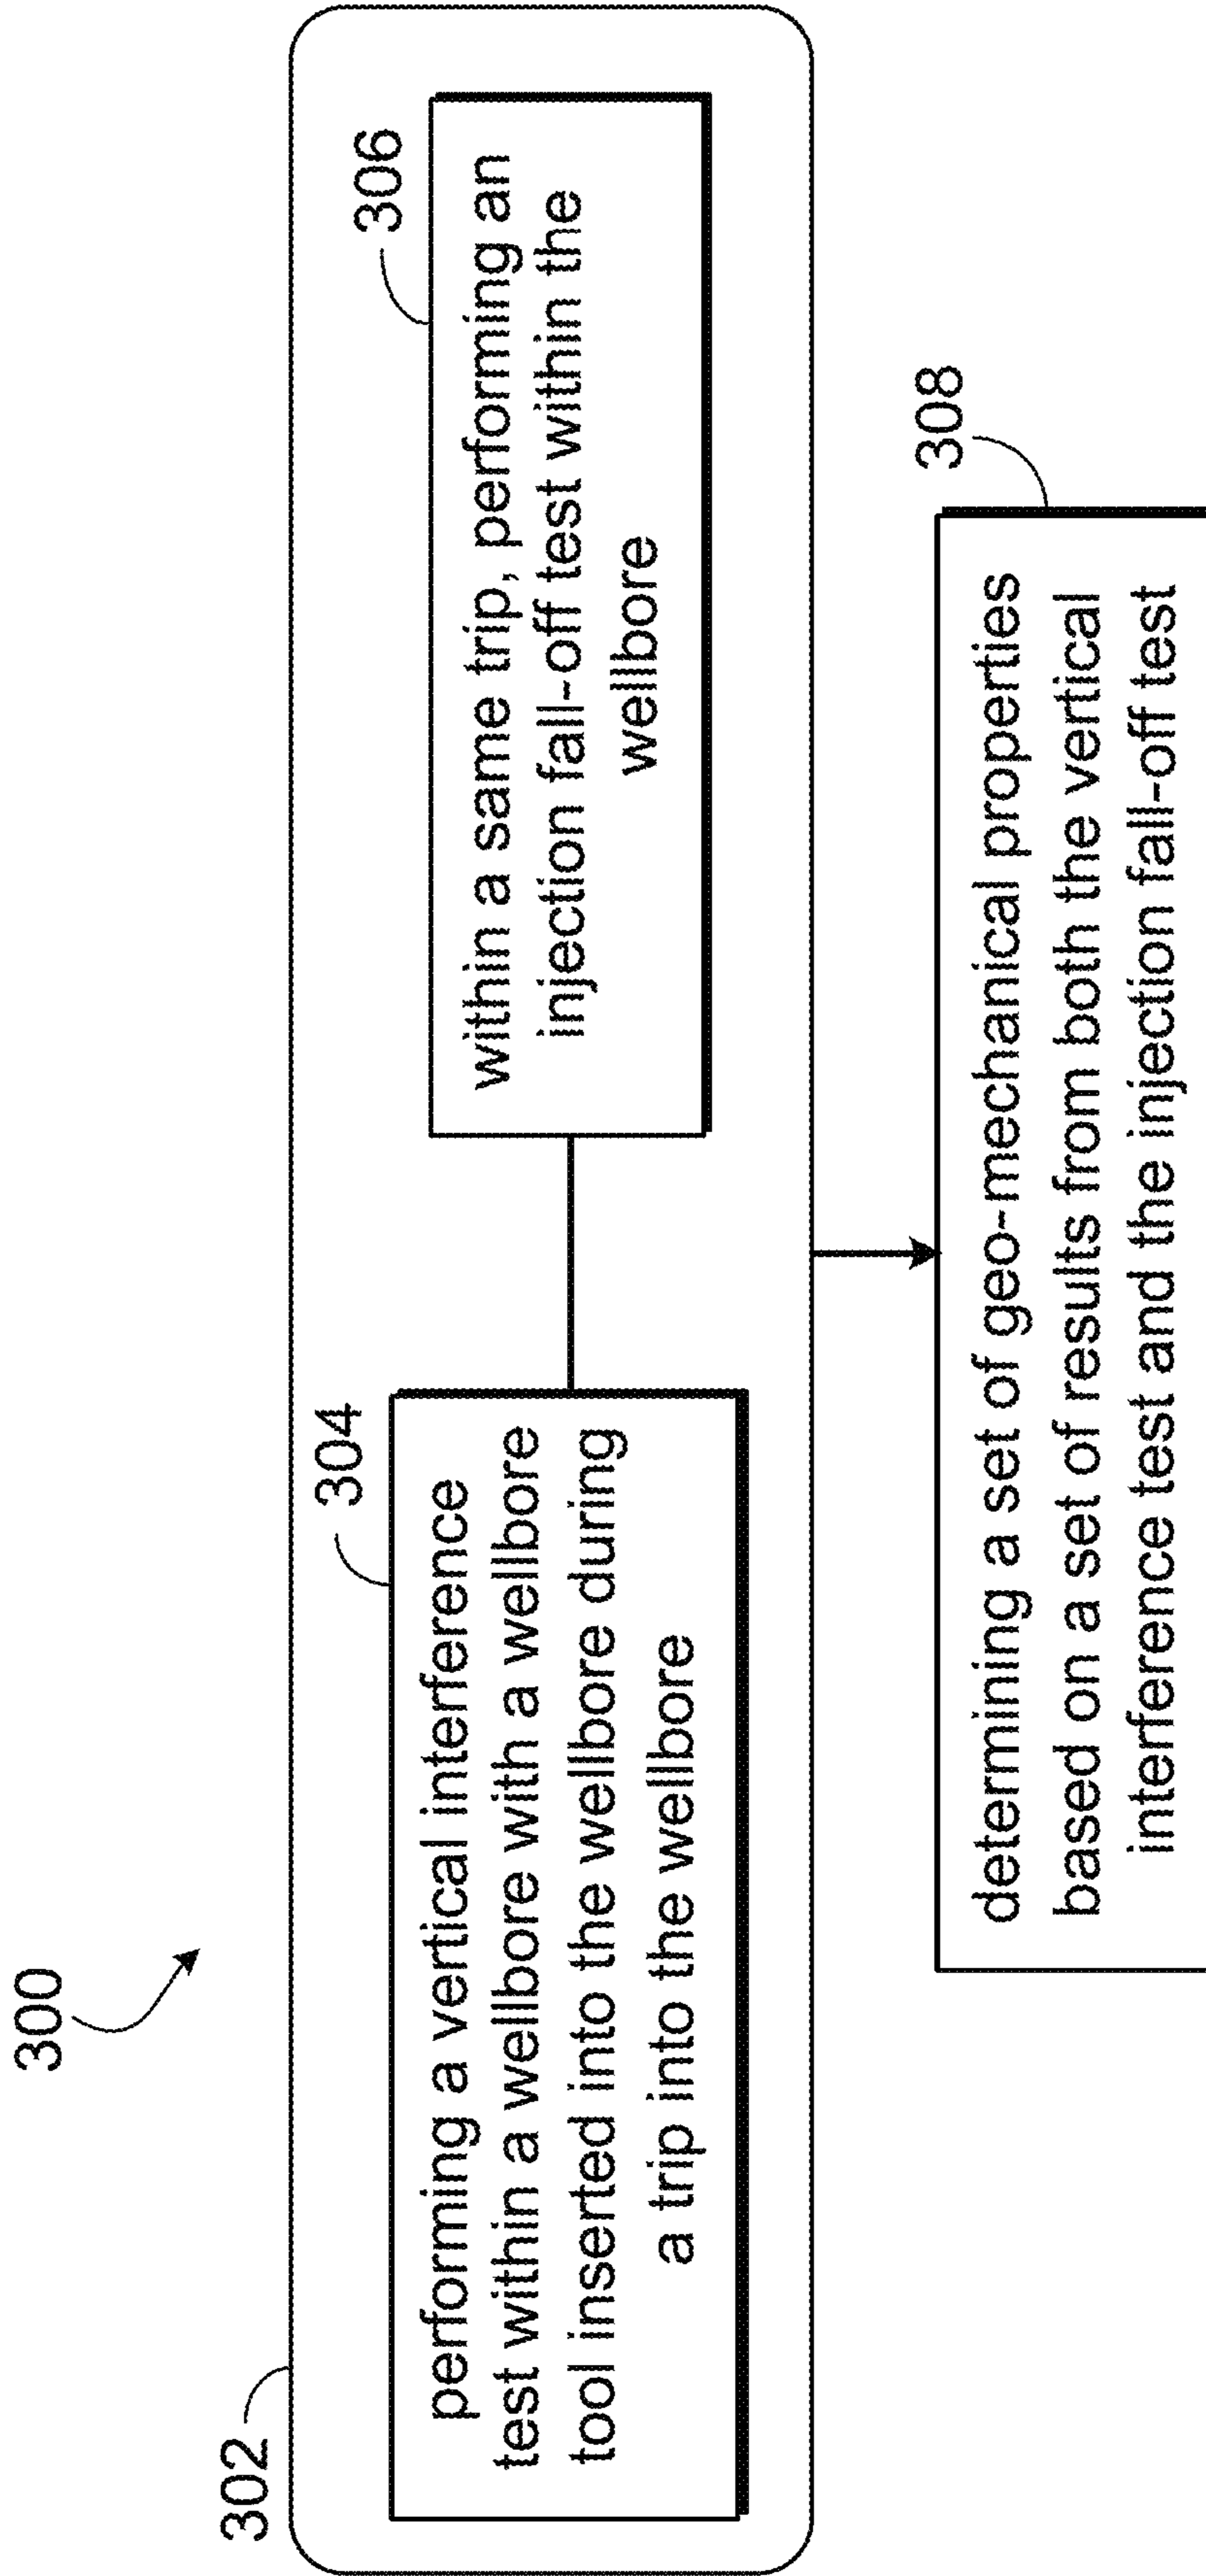 300
302
304
performing a vertical interference
test within a wellbore with a wellbore
tool inserted into the wellbore during
a trip into the wellbore
306
within a same trip, performing an
injection fall-off test within the
wellbore
308
determining a set of geo-mechanical properties
based on a set of results from both the vertical
interference test and the injection fall-off test